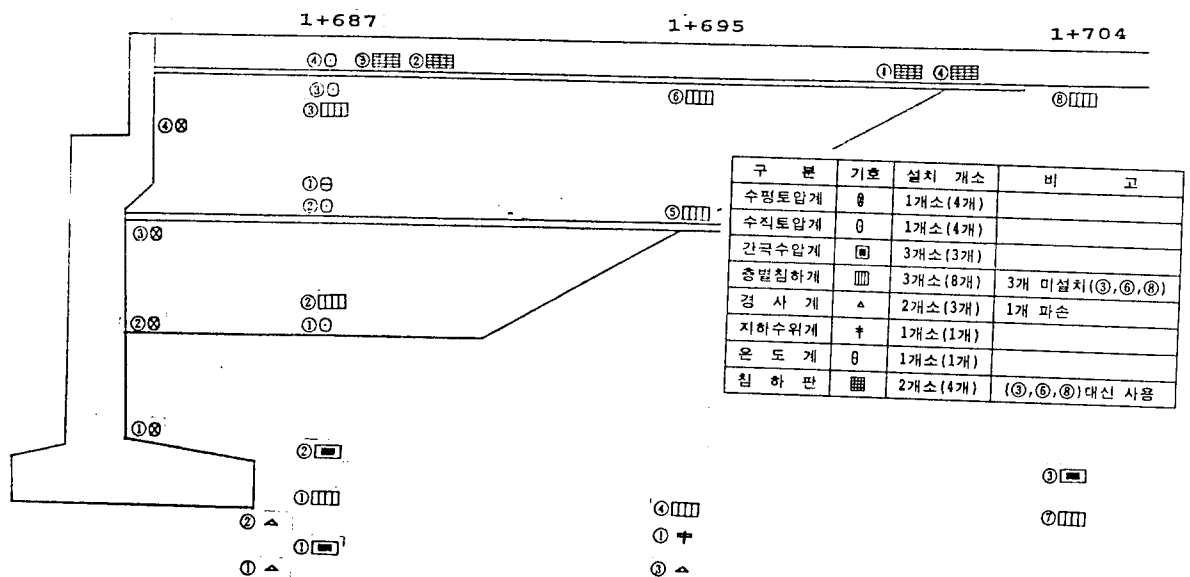 1+687 1+695 1+704
④ ③ ② ① ④
③
③ ⑥ ⑧
④
①
② ⑤
③
②
② ①
①
②
① ③
② ④ ⑦
① ①
① ③
구 분 기호 설치 개소 비 고
수평토압계 1개소(4개)
수직토압계 1개소(4개)
간극수압계 3개소(3개)
층별침하계 3개소(8개) 3개 미설치(③,⑥,⑧)
경 사 계 2개소(3개) 1개 파손
지하수위계 1개소(1개)
온 도 계 1개소(1개)
침 하 판 2개소(4개) (③,⑥,⑧)대신 사용